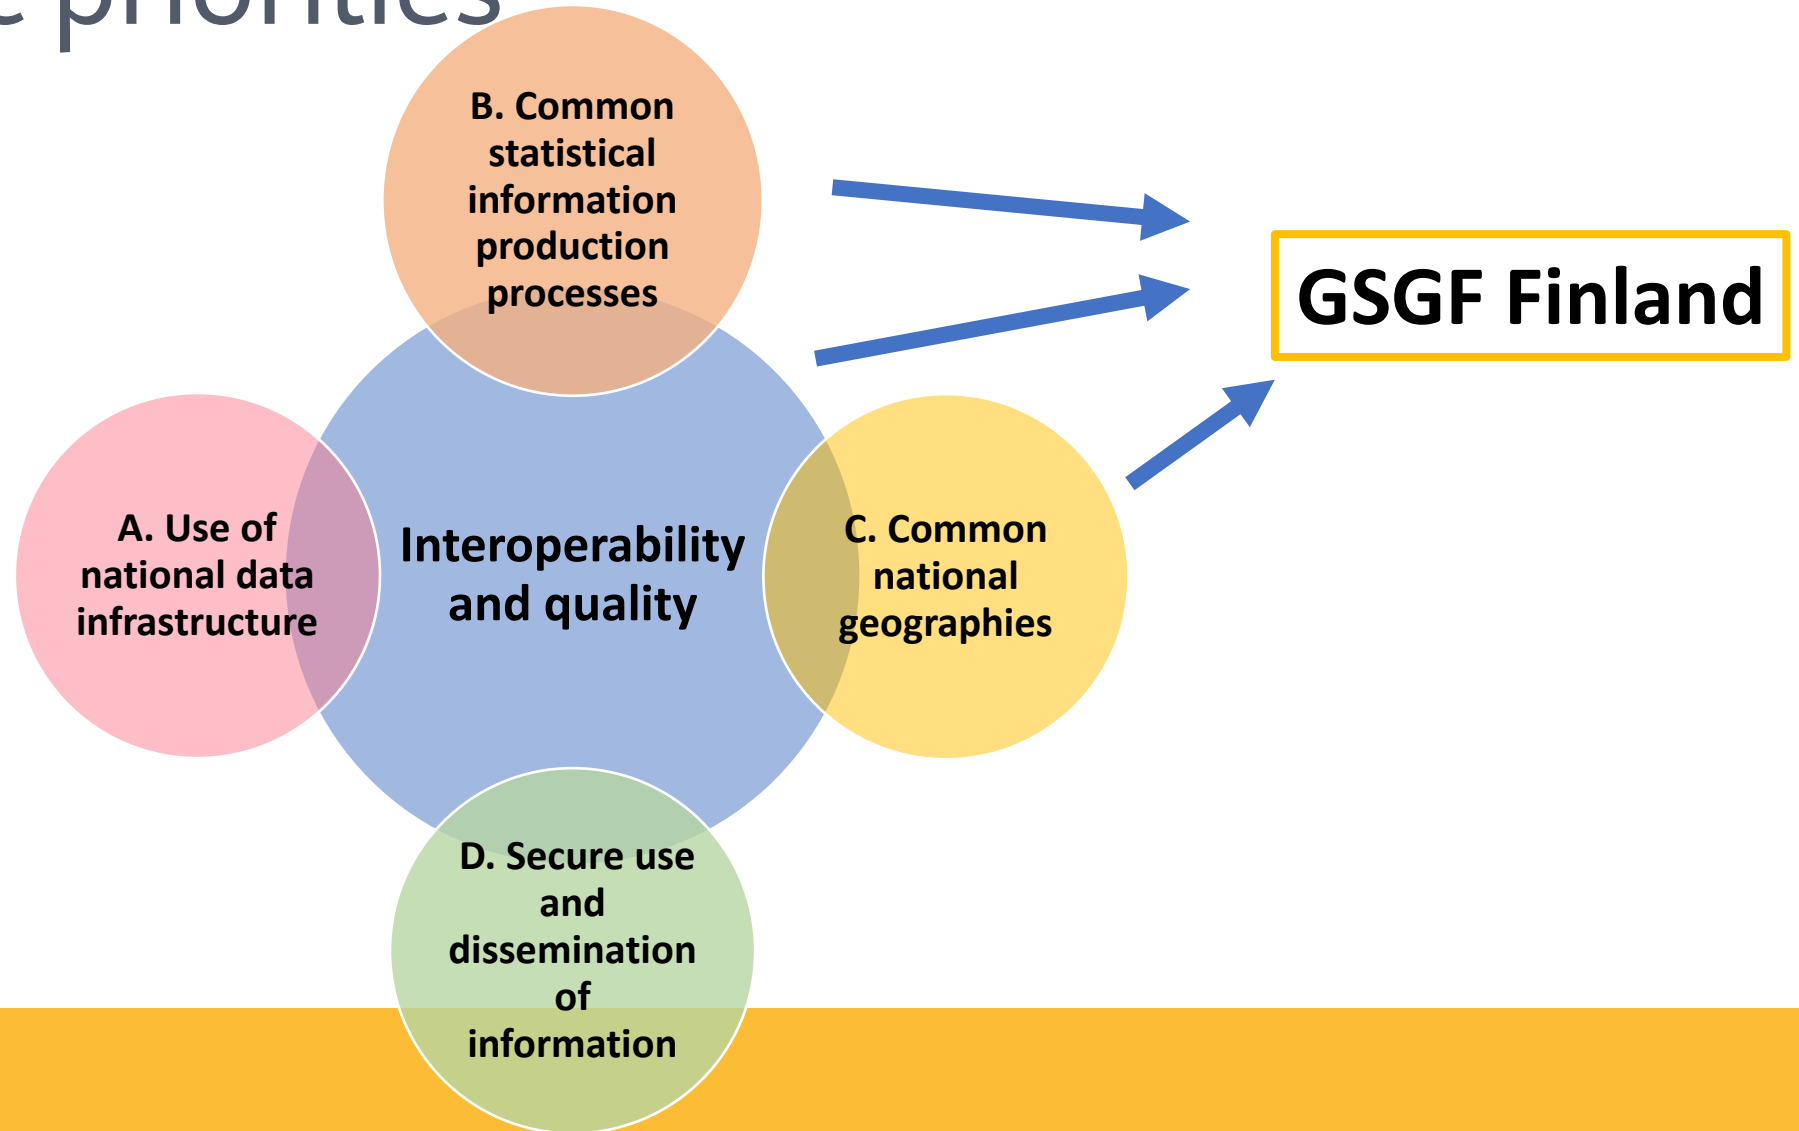 priorities
B. Common
statistical
information
production
processes
GSGF Finland
A. Use of
national data
infrastructure
Interoperability
and quality
C. Common
national
geographies
D. Secure use
and
dissemination
of
information